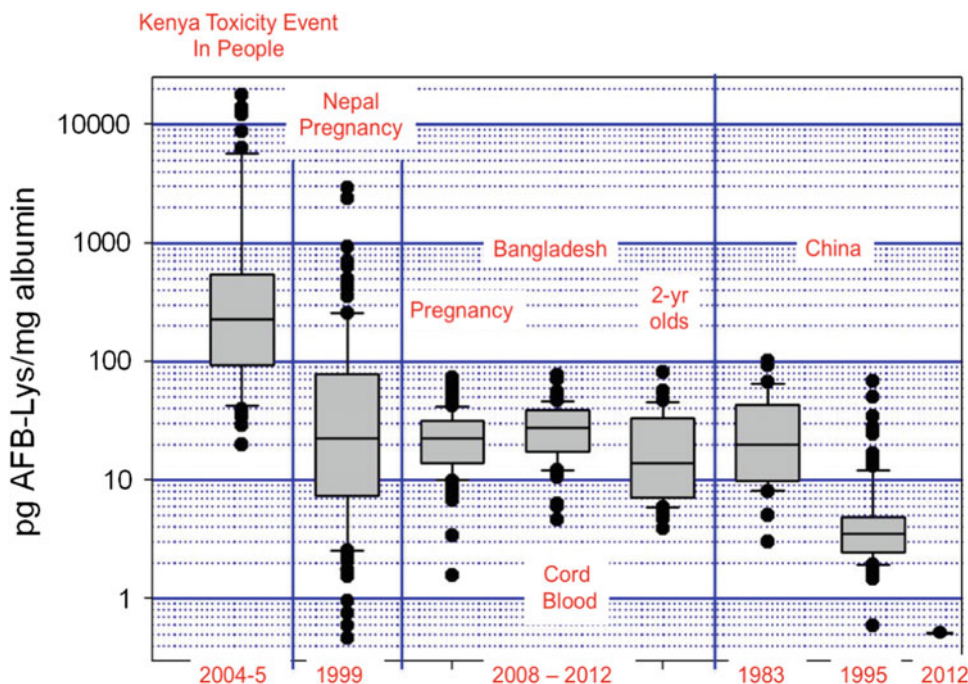 Kenya Toxicity Event
In People
Nepal
Pregnancy
Bangladesh
China
Pregnancy
2-yr
olds
Cord
Blood
pg AFB-Lys/mg albumin
10000
1000
100
10
1
2004-5
1999
2008 – 2012
1983
1995
2012